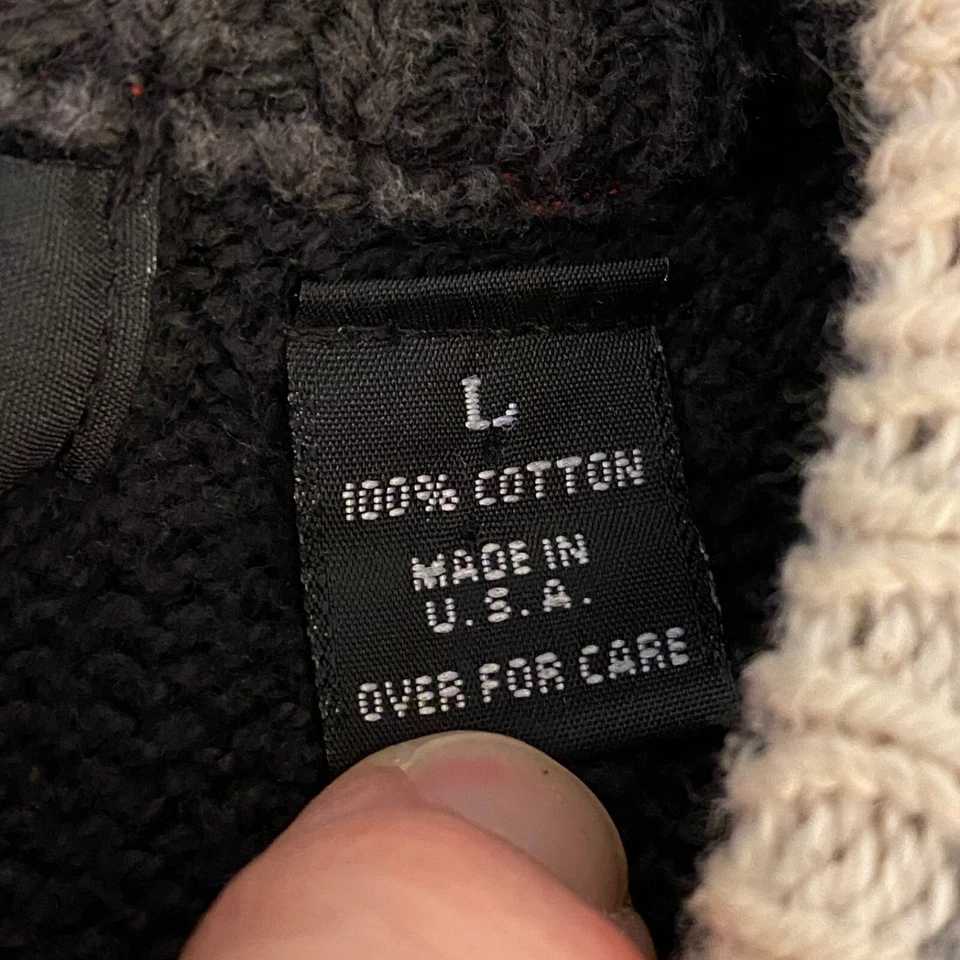 L
100% COTTON
MADE IN
U.S.A.
OVER FOR CARE